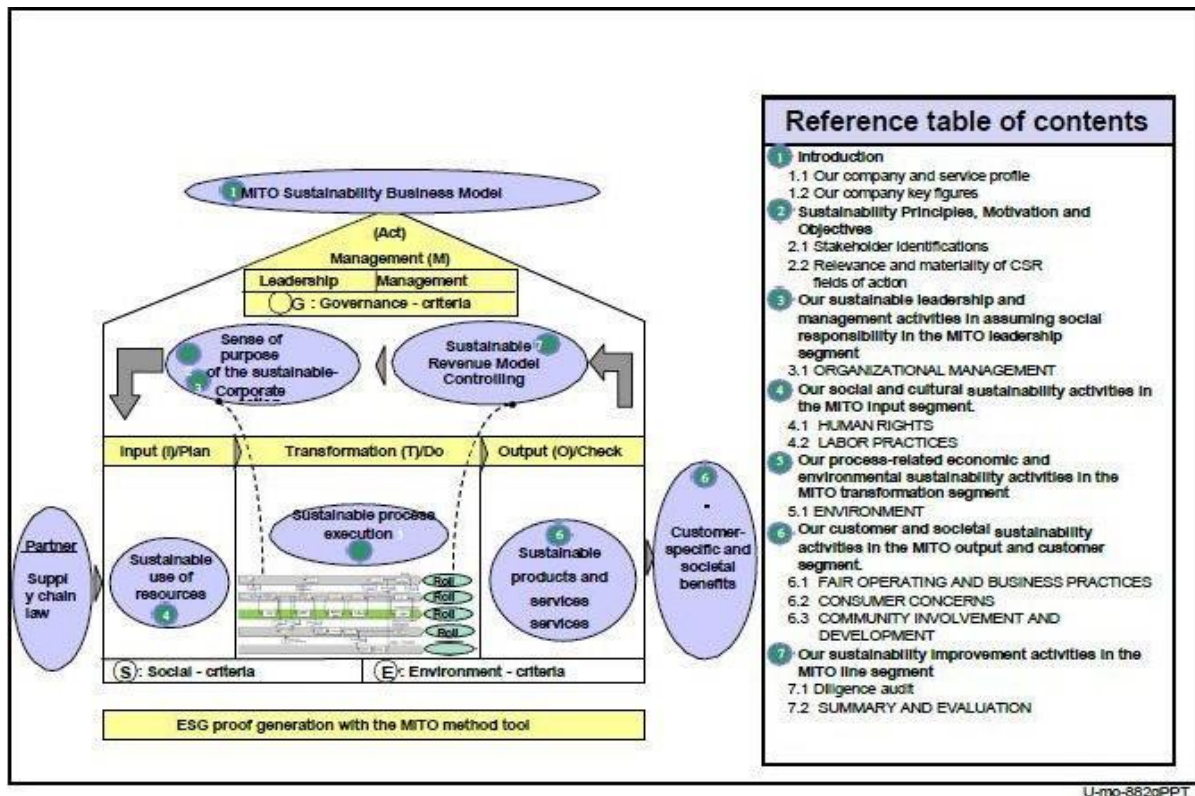 1 MITO Sustainability Business Model
(Act)
Management (M)
Leadership Management
G : Governance - criteria
Sense of
purpose
of the sustainable-
3 Corporate
Sustainable 7
Revenue Model
Controlling
Input (I)/Plan Transformation (T)/Do Output (O)/Check
Partner
Suppl
y chain
law
Sustainable
use of
resources
4
Sustainable process
execution
Roll
Roll
Roll
Roll
Roll
6
Sustainable
products and
services
services
6
-
Customer-
specific and
societal
benefits
S : Social - criteria E : Environment - criteria
ESG proof generation with the MITO method tool
Reference table of contents
1 Introduction
1.1 Our company and service profile
1.2 Our company key figures
2 Sustainability Principles, Motivation and
Objectives
2.1 Stakeholder identifications
2.2 Relevance and materiality of CSR
fields of action
3 Our sustainable leadership and
management activities in assuming social
responsibility in the MITO leadership
segment
3.1 ORGANIZATIONAL MANAGEMENT
4 Our social and cultural sustainability activities in
the MITO input segment.
4.1 HUMAN RIGHTS
4.2 LABOR PRACTICES
5 Our process-related economic and
environmental sustainability activities in the
MITO transformation segment
5.1 ENVIRONMENT
6 Our customer and societal sustainability
activities in the MITO output and customer
segment.
6.1 FAIR OPERATING AND BUSINESS PRACTICES
6.2 CONSUMER CONCERNS
6.3 COMMUNITY INVOLVEMENT AND
DEVELOPMENT
7 Our sustainability improvement activities in the
MITO line segment
7.1 Diligence audit
7.2 SUMMARY AND EVALUATION
U-mo-882gPPT